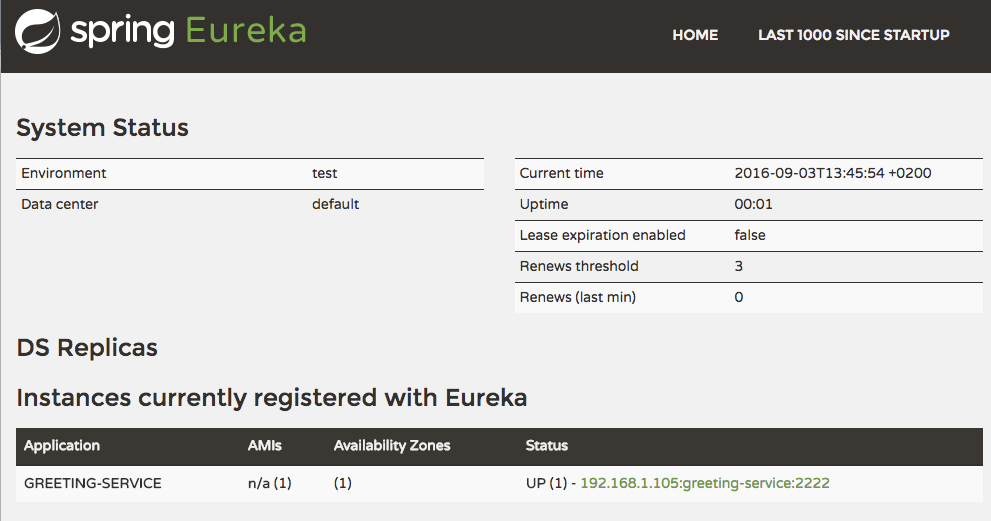 spring Eureka
HOME LAST 1000 SINCE STARTUP
System Status
Environment test
Data center default
Current time 2016-09-03T13:45:54 +0200
Uptime 00:01
Lease expiration enabled false
Renews threshold 3
Renews (last min) 0
DS Replicas
Instances currently registered with Eureka
Application AMIs Availability Zones Status
GREETING-SERVICE n/a (1) (1) UP (1) - 192.168.1.105:greeting-service:2222